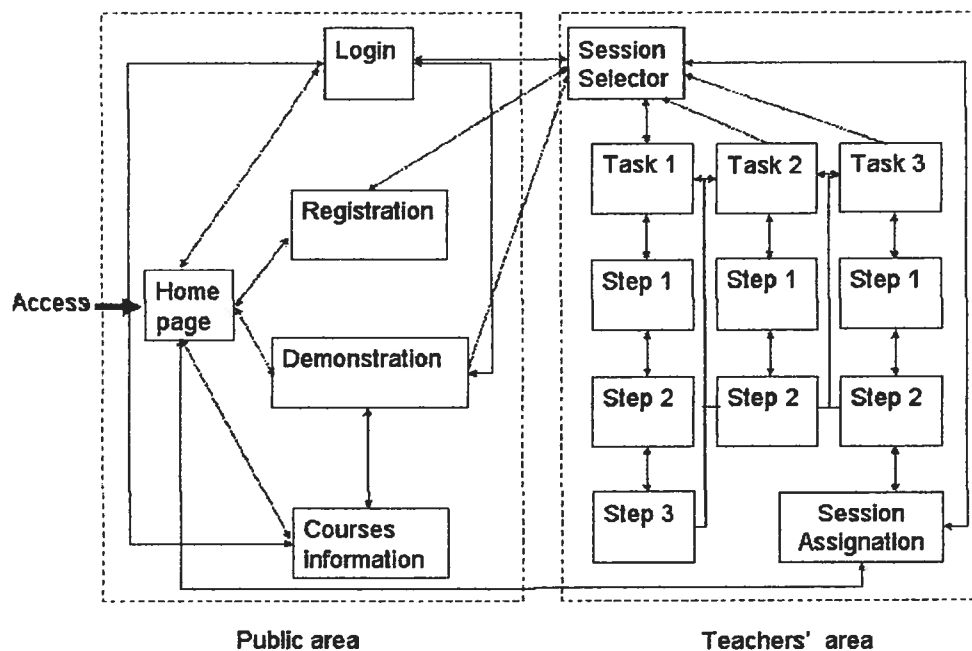 Login
Session
Selector
Task 1
Task 2
Task 3
Registration
Access
Home
page
Step 1
Step 1
Step 1
Demonstration
Step 2
Step 2
Step 2
Courses
information
Step 3
Session
Assignation
Public area
Teachers' area